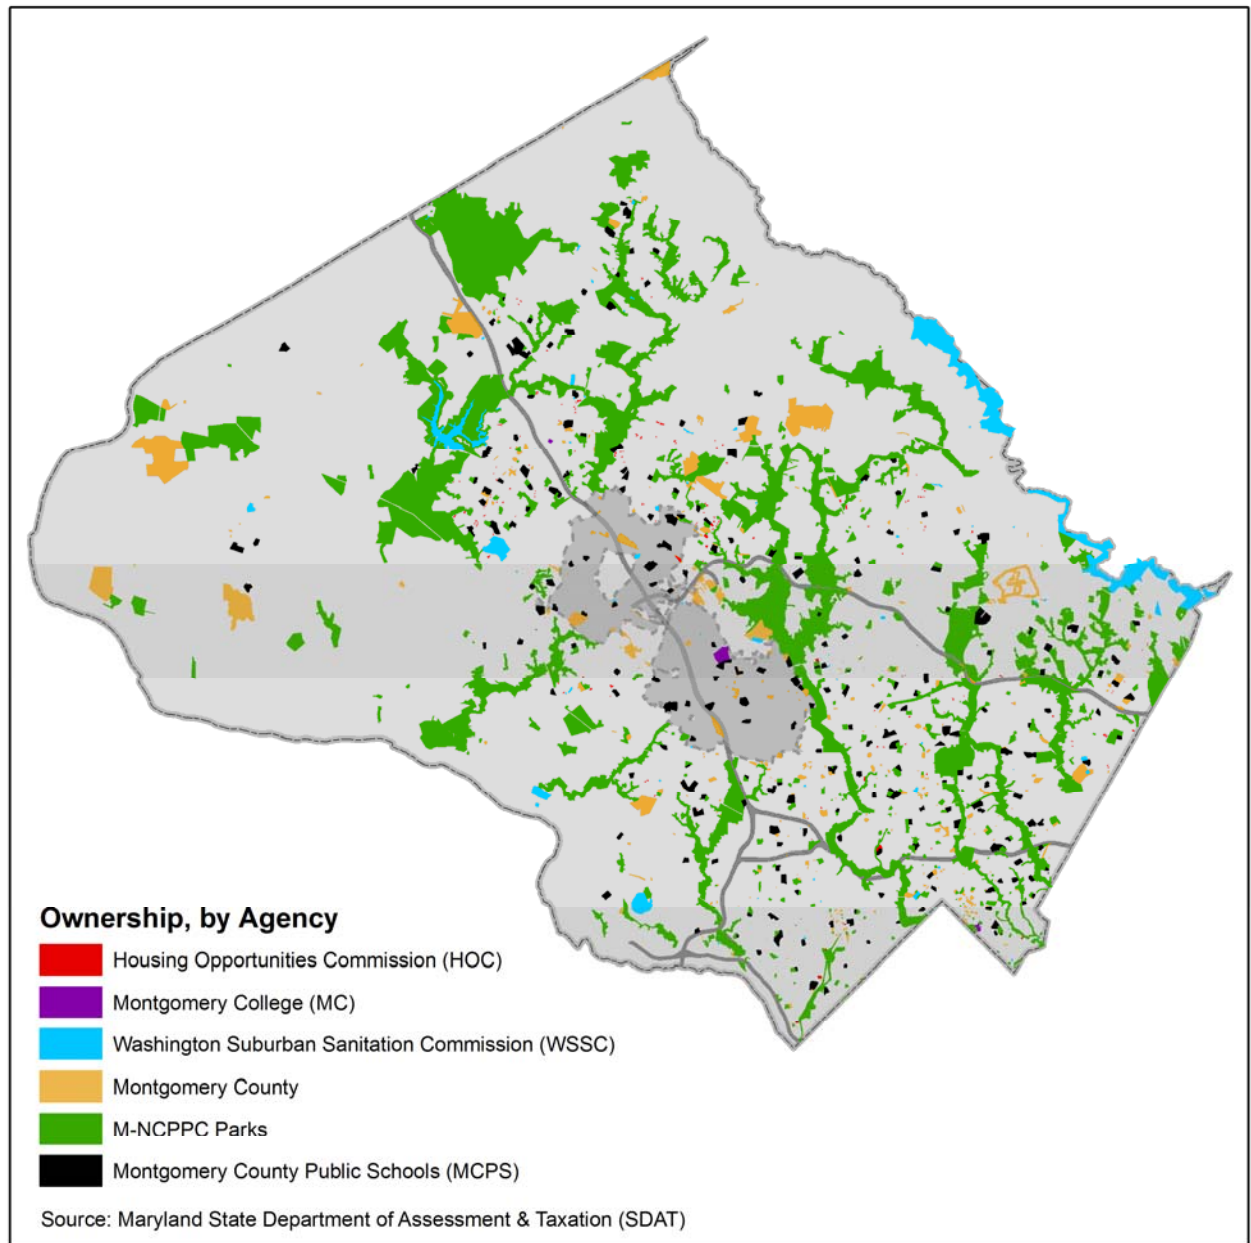 Ownership, by Agency
Housing Opportunities Commission (HOC)
Montgomery College (MC)
Washington Suburban Sanitation Commission (WSSC)
Montgomery County
M-NCPPC Parks
Montgomery County Public Schools (MCPS)
Source: Maryland State Department of Assessment & Taxation (SDAT)